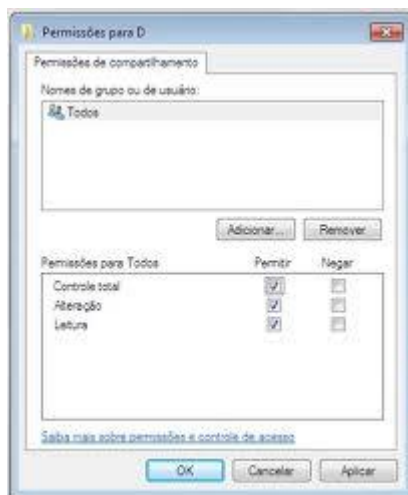 Permissões para D
Permissões de compartilhamento
Nomes de grupo ou de usuário:
Todos
Adicionar... Remover
Permissões para Todos Permitir Negar
Controle total
Alteração
Leitura
Saiba mais sobre permissões e controle de acesso
OK Cancelar Aplicar